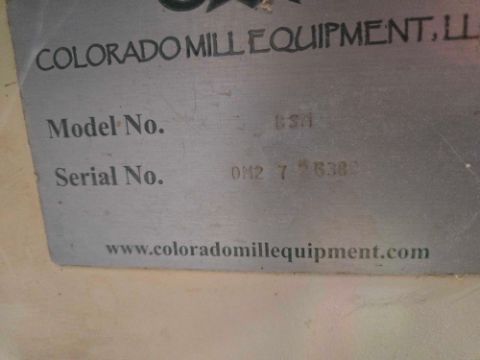 COLORADO MILL EQUIPMENT, LL
Model No.
Serial No.
www.coloradomillequipment.com